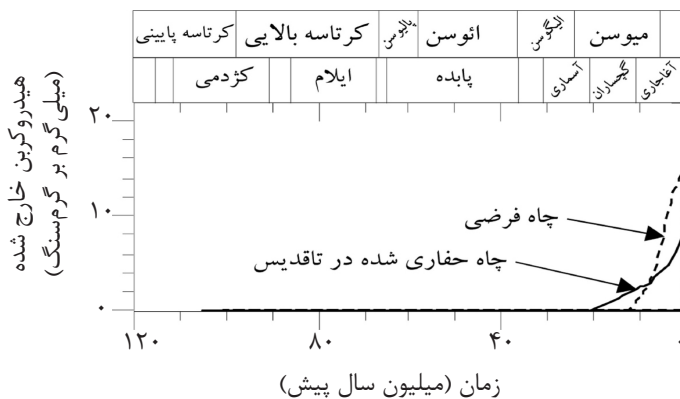 کرتاسه پایینی کرتاسه بالایی پالئوسن ائوسن الیگوسن میوسن
کژدمی ایلام پابده آسماری گچساران آغاجاری
هیدروکربن خارج شده
(میلی‌گرم بر گرم‌سنگ)
۲۰
۱۰
۰
چاه فرضی
چاه حفاری شده در تاقدیس
۱۲۰ ۸۰ ۴۰ ۰
زمان (میلیون سال پیش)